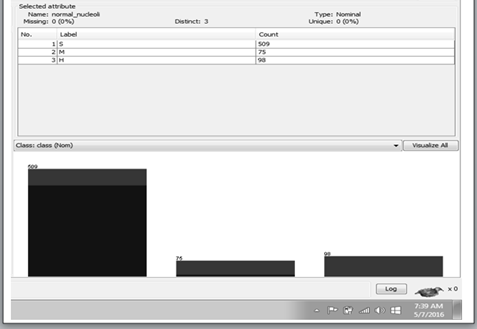 Selected attribute
Name: normal_nucleoli Type: Nominal
Missing: 0 (0%) Distinct: 3 Unique: 0 (0%)
No. Label Count
1 S 509
2 M 75
3 H 98
Class: class (Nom) Visualize All
509
75
98
Log x 0
7:39 AM
5/7/2016